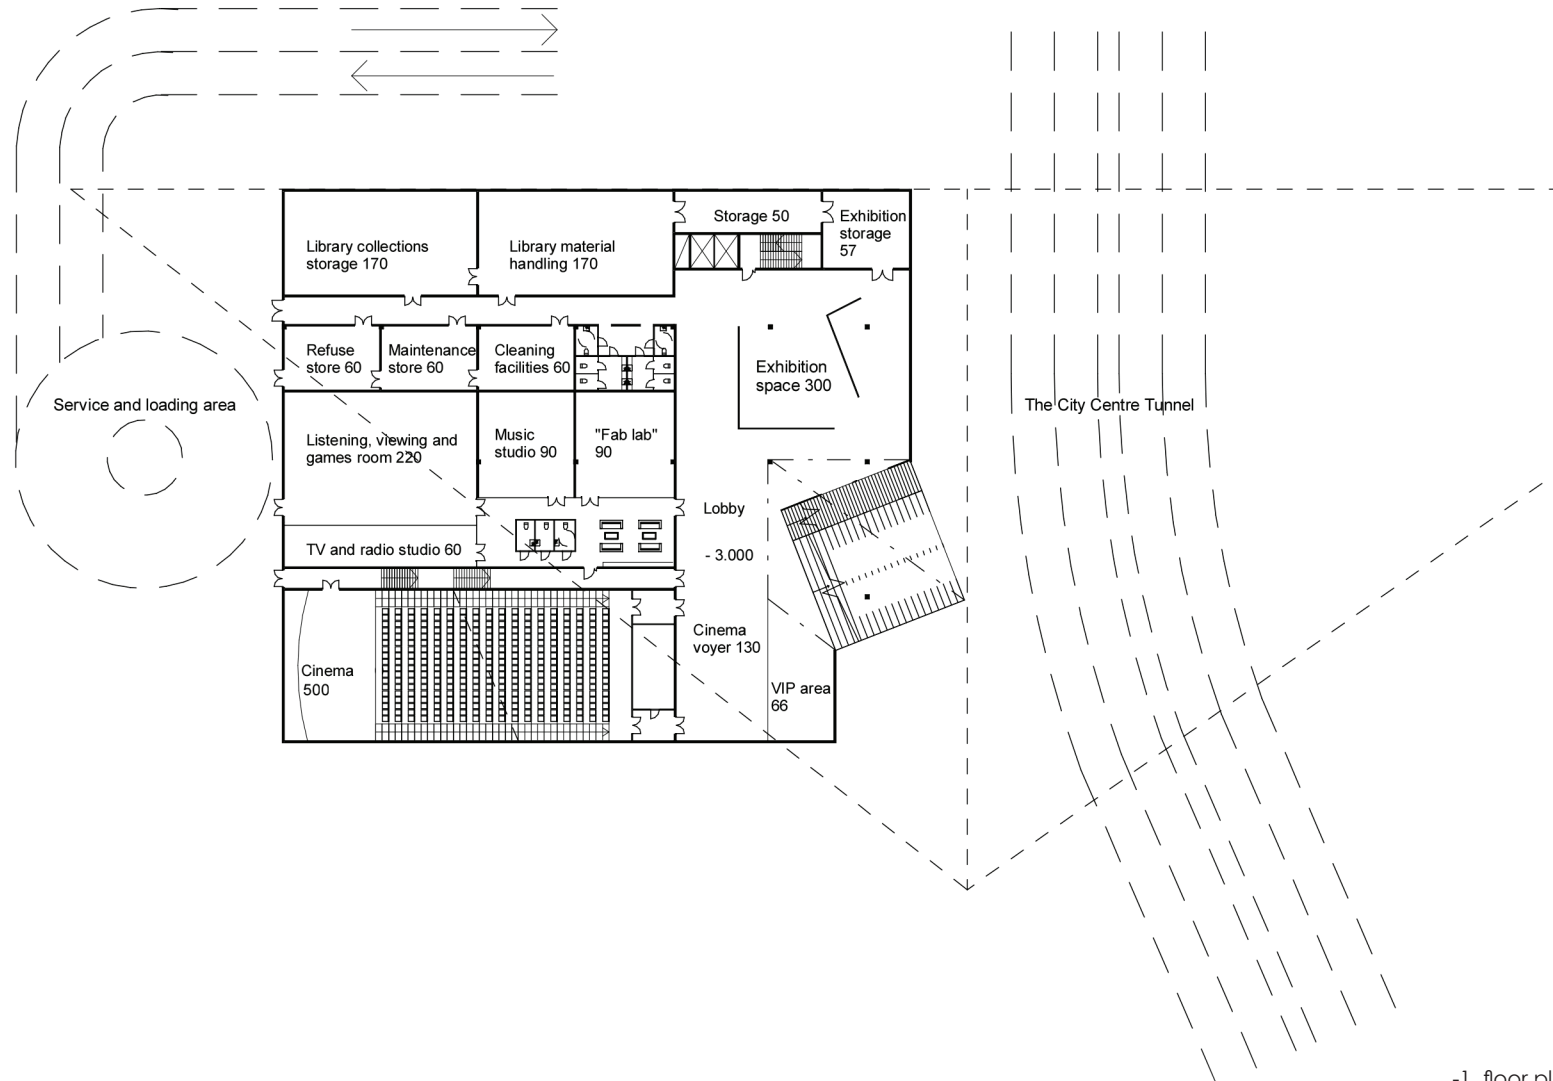 Storage 50
Exhibition
storage
57
Library collections
storage 170
Library material
handling 170
Refuse
store 60
Maintenance
store 60
Cleaning
facilities 60
Exhibition
space 300
Service and loading area
The City Centre Tunnel
Listening, viewing and
games room 220
Music
studio 90
"Fab lab"
90
Lobby
- 3.000
TV and radio studio 60
Cinema
voyer 130
Cinema
500
VIP area
66
-1. floor pl